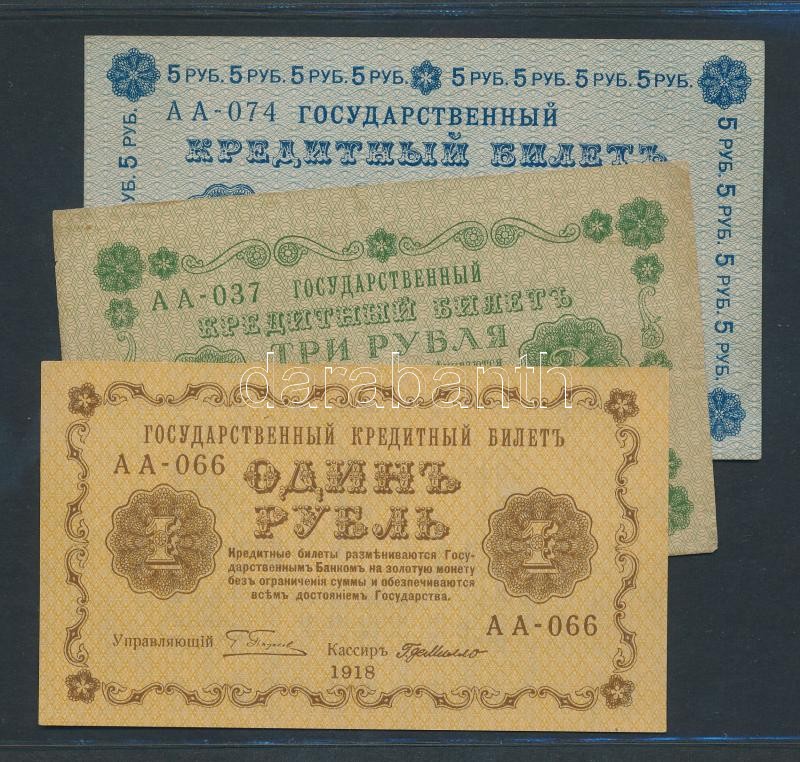 5 РУБ. 5 РУБ. 5 РУБ. 5 РУБ. 5 РУБ. 5 РУБ. 5 РУБ. 5 РУБ.
АА-074 ГОСУДАРСТВЕННЫЙ
КРЕДИТНЫЙ БИЛЕТЪ
5 РУБ.
УБ.
5 РУБ. 5 РУБ. 5 РУБ. 5 РУБ.
АА-037 ГОСУДАРСТВЕННЫЙ
КРЕДИТНЫЙ БИЛЕТЪ
ТРИ РУБЛЯ
darabanth
ГОСУДАРСТВЕННЫЙ КРЕДИТНЫЙ БИЛЕТЪ
АА-066 ОДИНЪ
РУБЛЬ
1 1
Кредитные билеты размѣниваются Госу-
дарственнымъ Банкомъ на золотую монету
безъ ограниченія суммы и обезпечиваются
всѣмъ достояніемъ Государства.
АА-066
Управляющій Кассиръ
1918